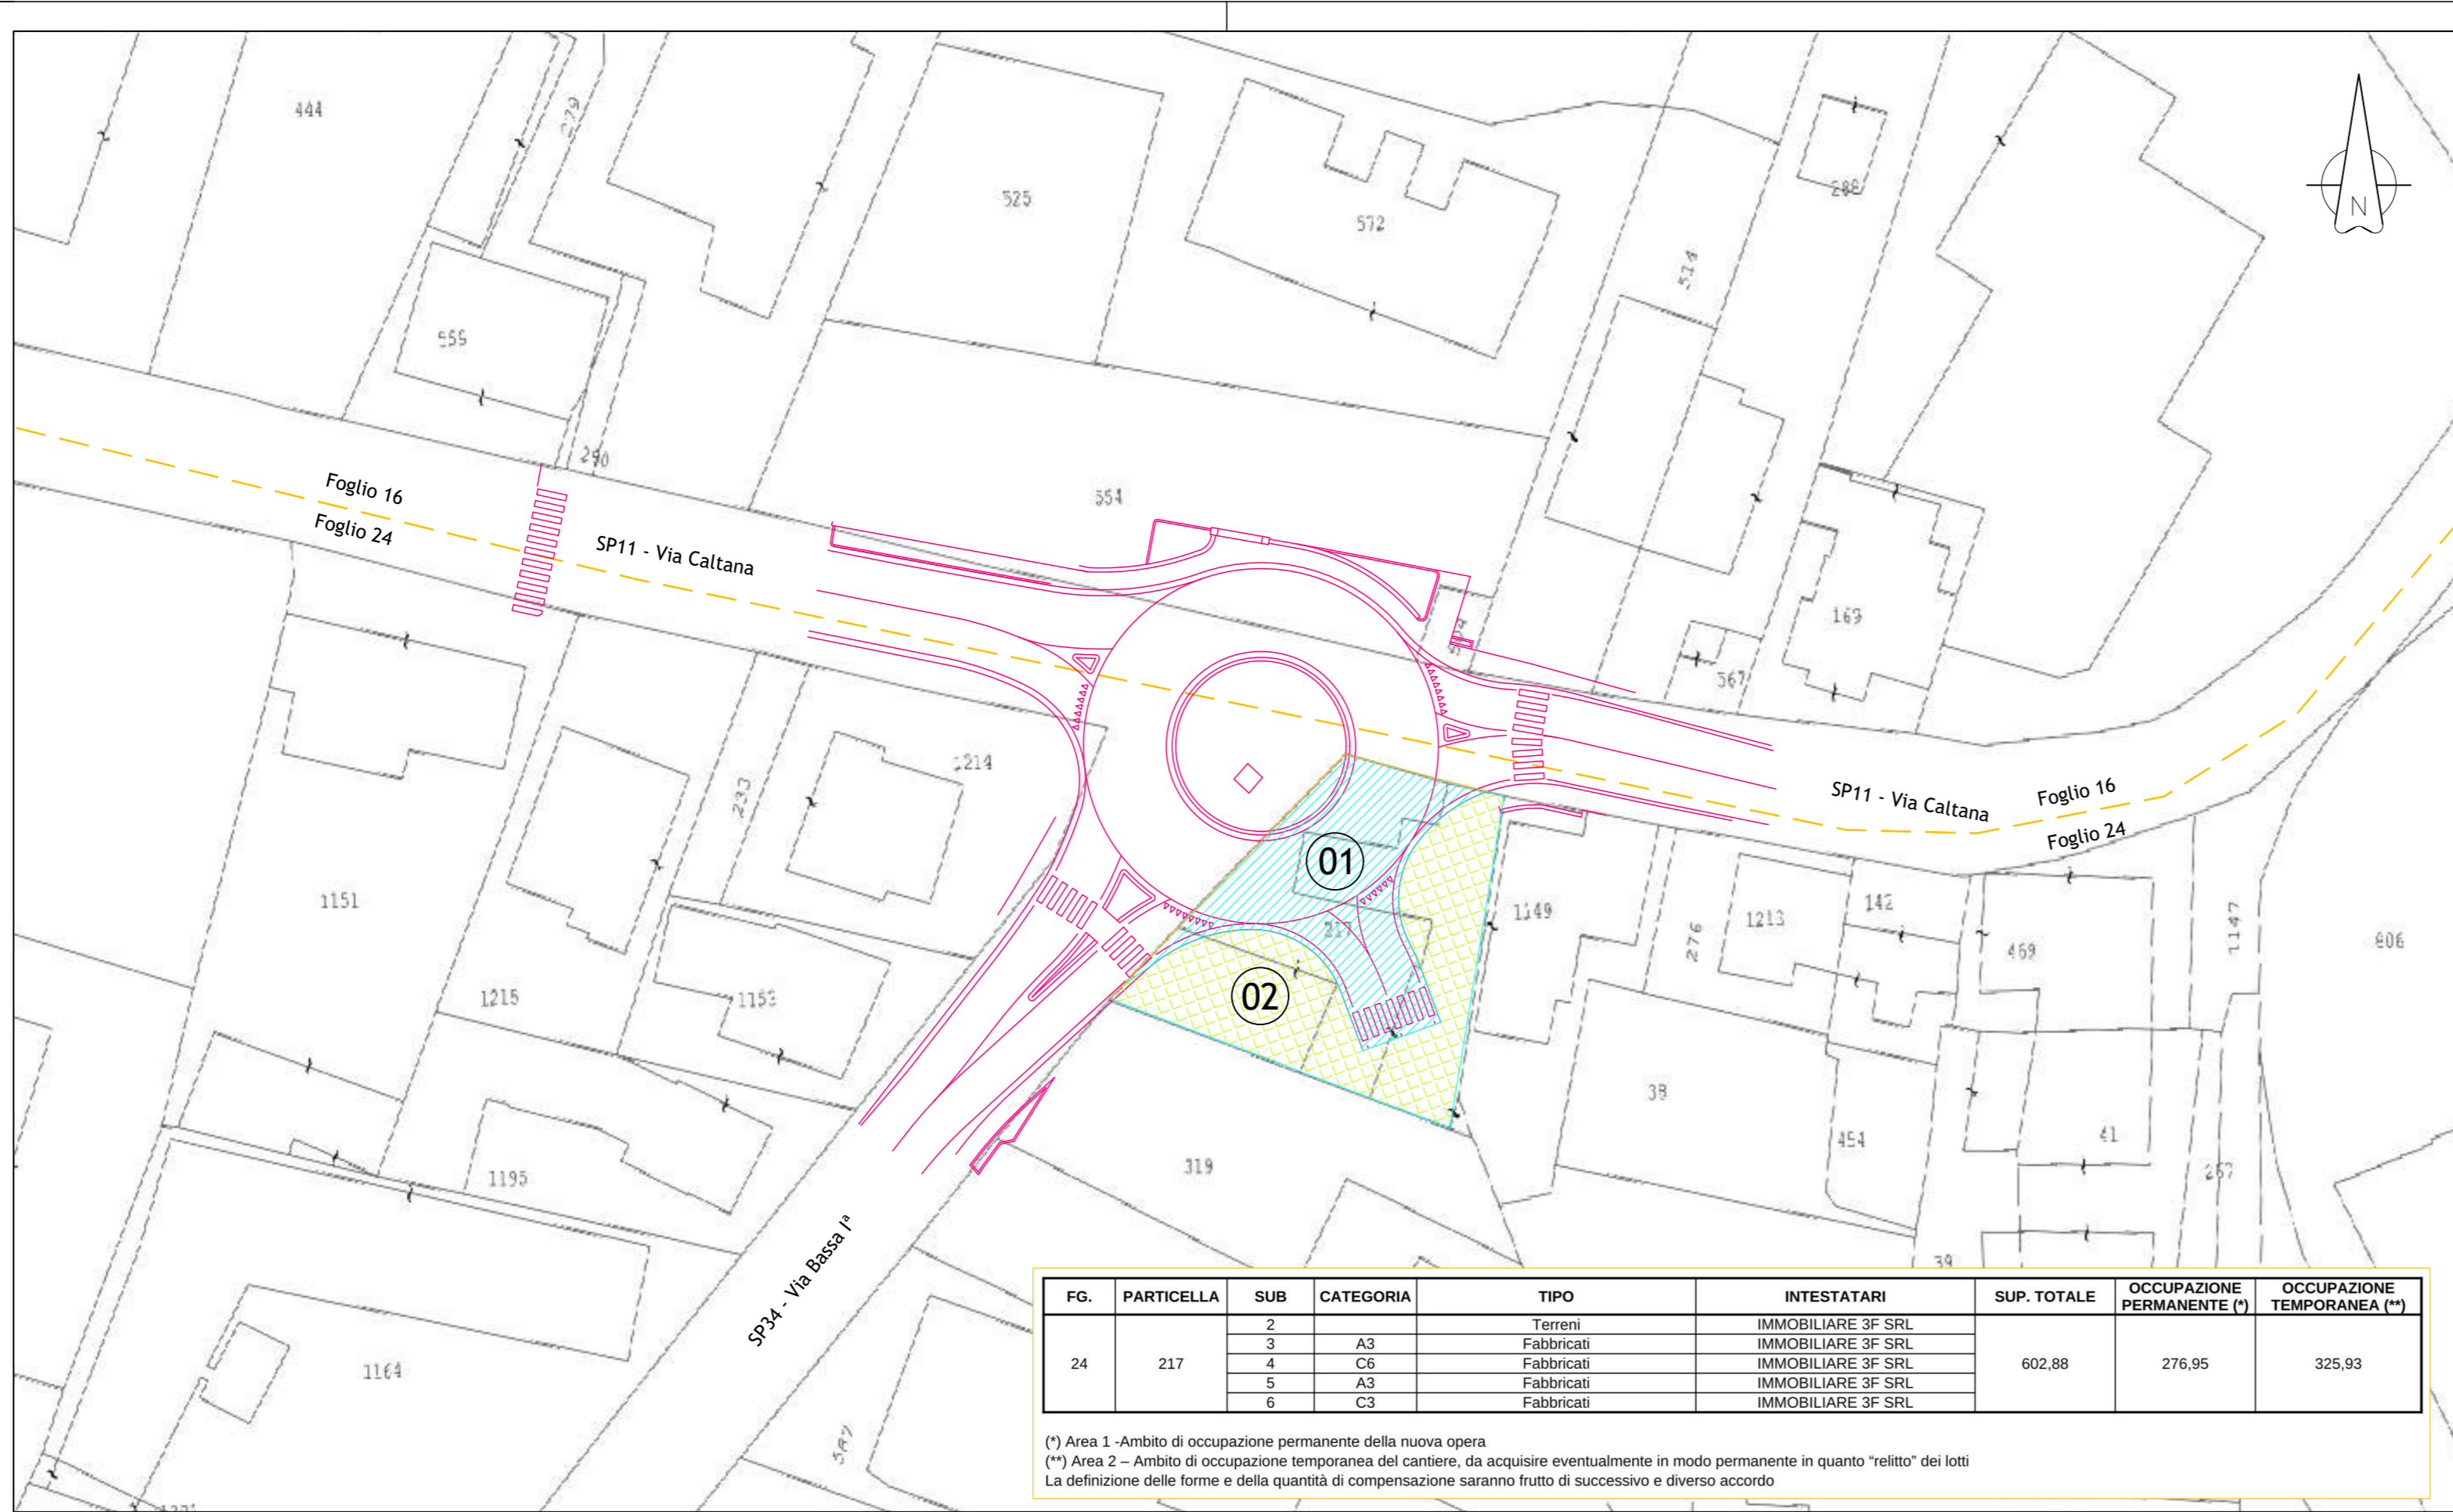 444
279
525
572
288
N
514
555
290
Foglio 16
Foglio 24
SP11 - Via Caltana
554
169
567
1214
233
SP11 - Via Caltana
Foglio 16
Foglio 24
01
1151
217
1149
276
1213
142
469
1147
806
1215
1153
02
38
454
41
267
1195
319
39
SP34 - Via Bassa Iª
1164
587
FG. PARTICELLA SUB CATEGORIA TIPO INTESTATARI SUP. TOTALE OCCUPAZIONE PERMANENTE (*) OCCUPAZIONE TEMPORANEA (**)
2 Terreni IMMOBILIARE 3F SRL
3 A3 Fabbricati IMMOBILIARE 3F SRL
24 217 4 C6 Fabbricati IMMOBILIARE 3F SRL 602,88 276,95 325,93
5 A3 Fabbricati IMMOBILIARE 3F SRL
6 C3 Fabbricati IMMOBILIARE 3F SRL
(*) Area 1 -Ambito di occupazione permanente della nuova opera
(**) Area 2 – Ambito di occupazione temporanea del cantiere, da acquisire eventualmente in modo permanente in quanto “relitto” dei lotti
La definizione delle forme e della quantità di compensazione saranno frutto di successivo e diverso accordo